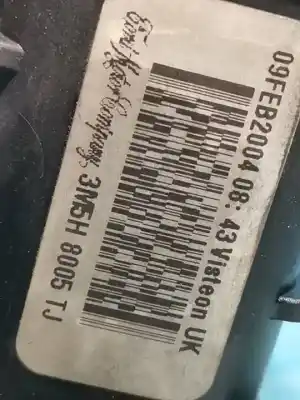 09FEB2004 08:43 Visteon UK
Ford Motor Company 3M5H 8005 TJ